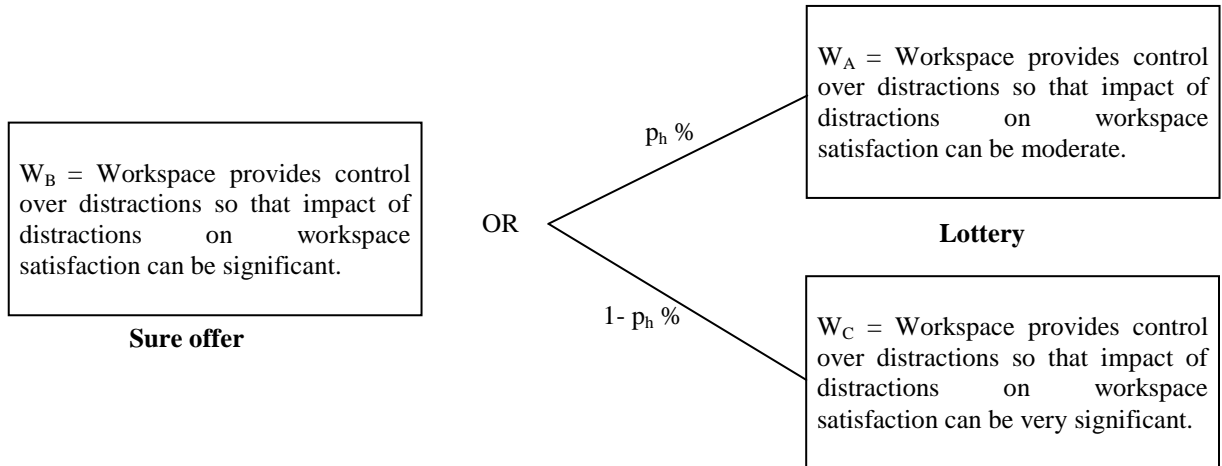 W_B = Workspace provides control
over distractions so that impact of
distractions on workspace
satisfaction can be significant.
Sure offer
OR
p_h %
1- p_h %
W_A = Workspace provides control
over distractions so that impact of
distractions on workspace
satisfaction can be moderate.
Lottery
W_C = Workspace provides control
over distractions so that impact of
distractions on workspace
satisfaction can be very significant.